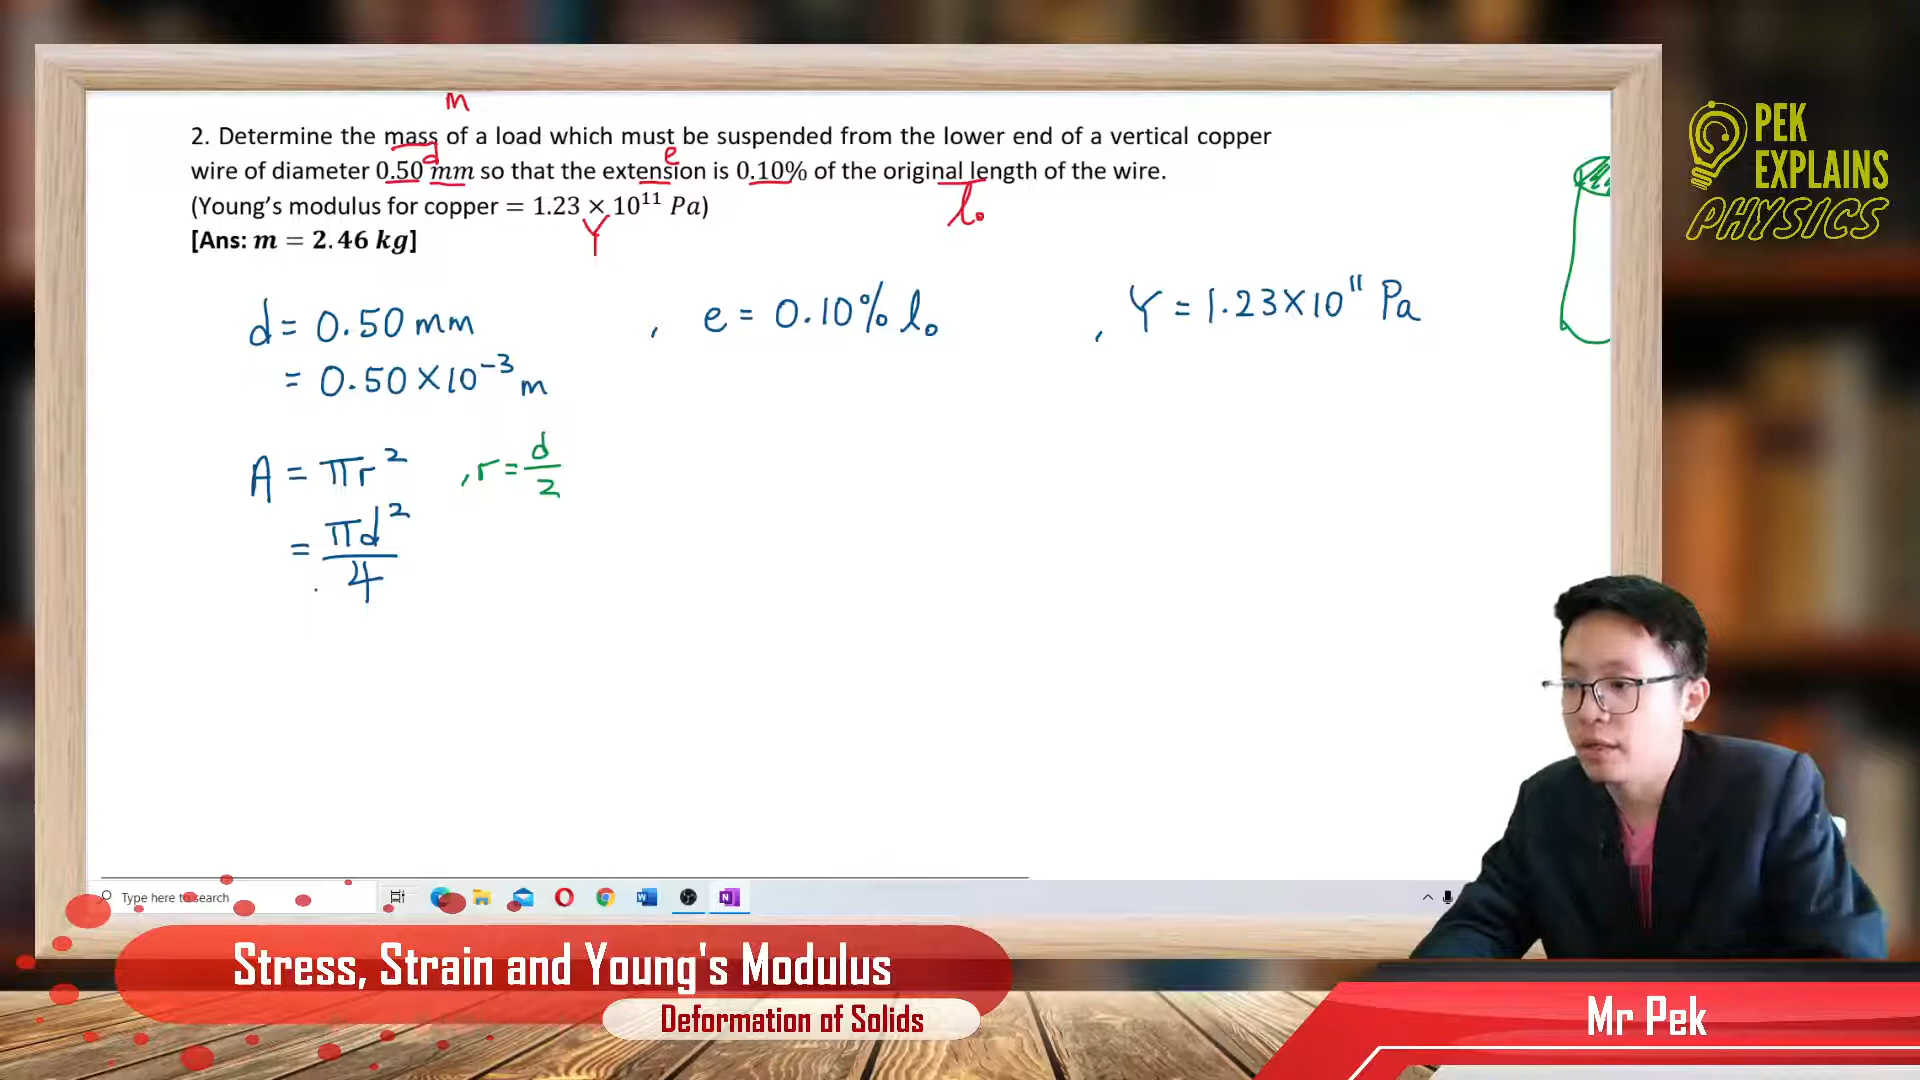 m
2. Determine the mass of a load which must be suspended from the lower end of a vertical copper
d
e
wire of diameter 0.50 mm so that the extension is 0.10% of the original length of the wire.
(Young's modulus for copper = 1.23 × 10¹¹ Pa)
l₀
Y
[Ans: m = 2.46 kg]
d = 0.50 mm , e = 0.10% l₀ , Y = 1.23×10¹¹ Pa
= 0.50×10⁻³ m
A = πr² , r = d/2
= πd²/4
PEK
EXPLAINS
PHYSICS
Type here to search
Stress, Strain and Young's Modulus
Deformation of Solids
Mr Pek